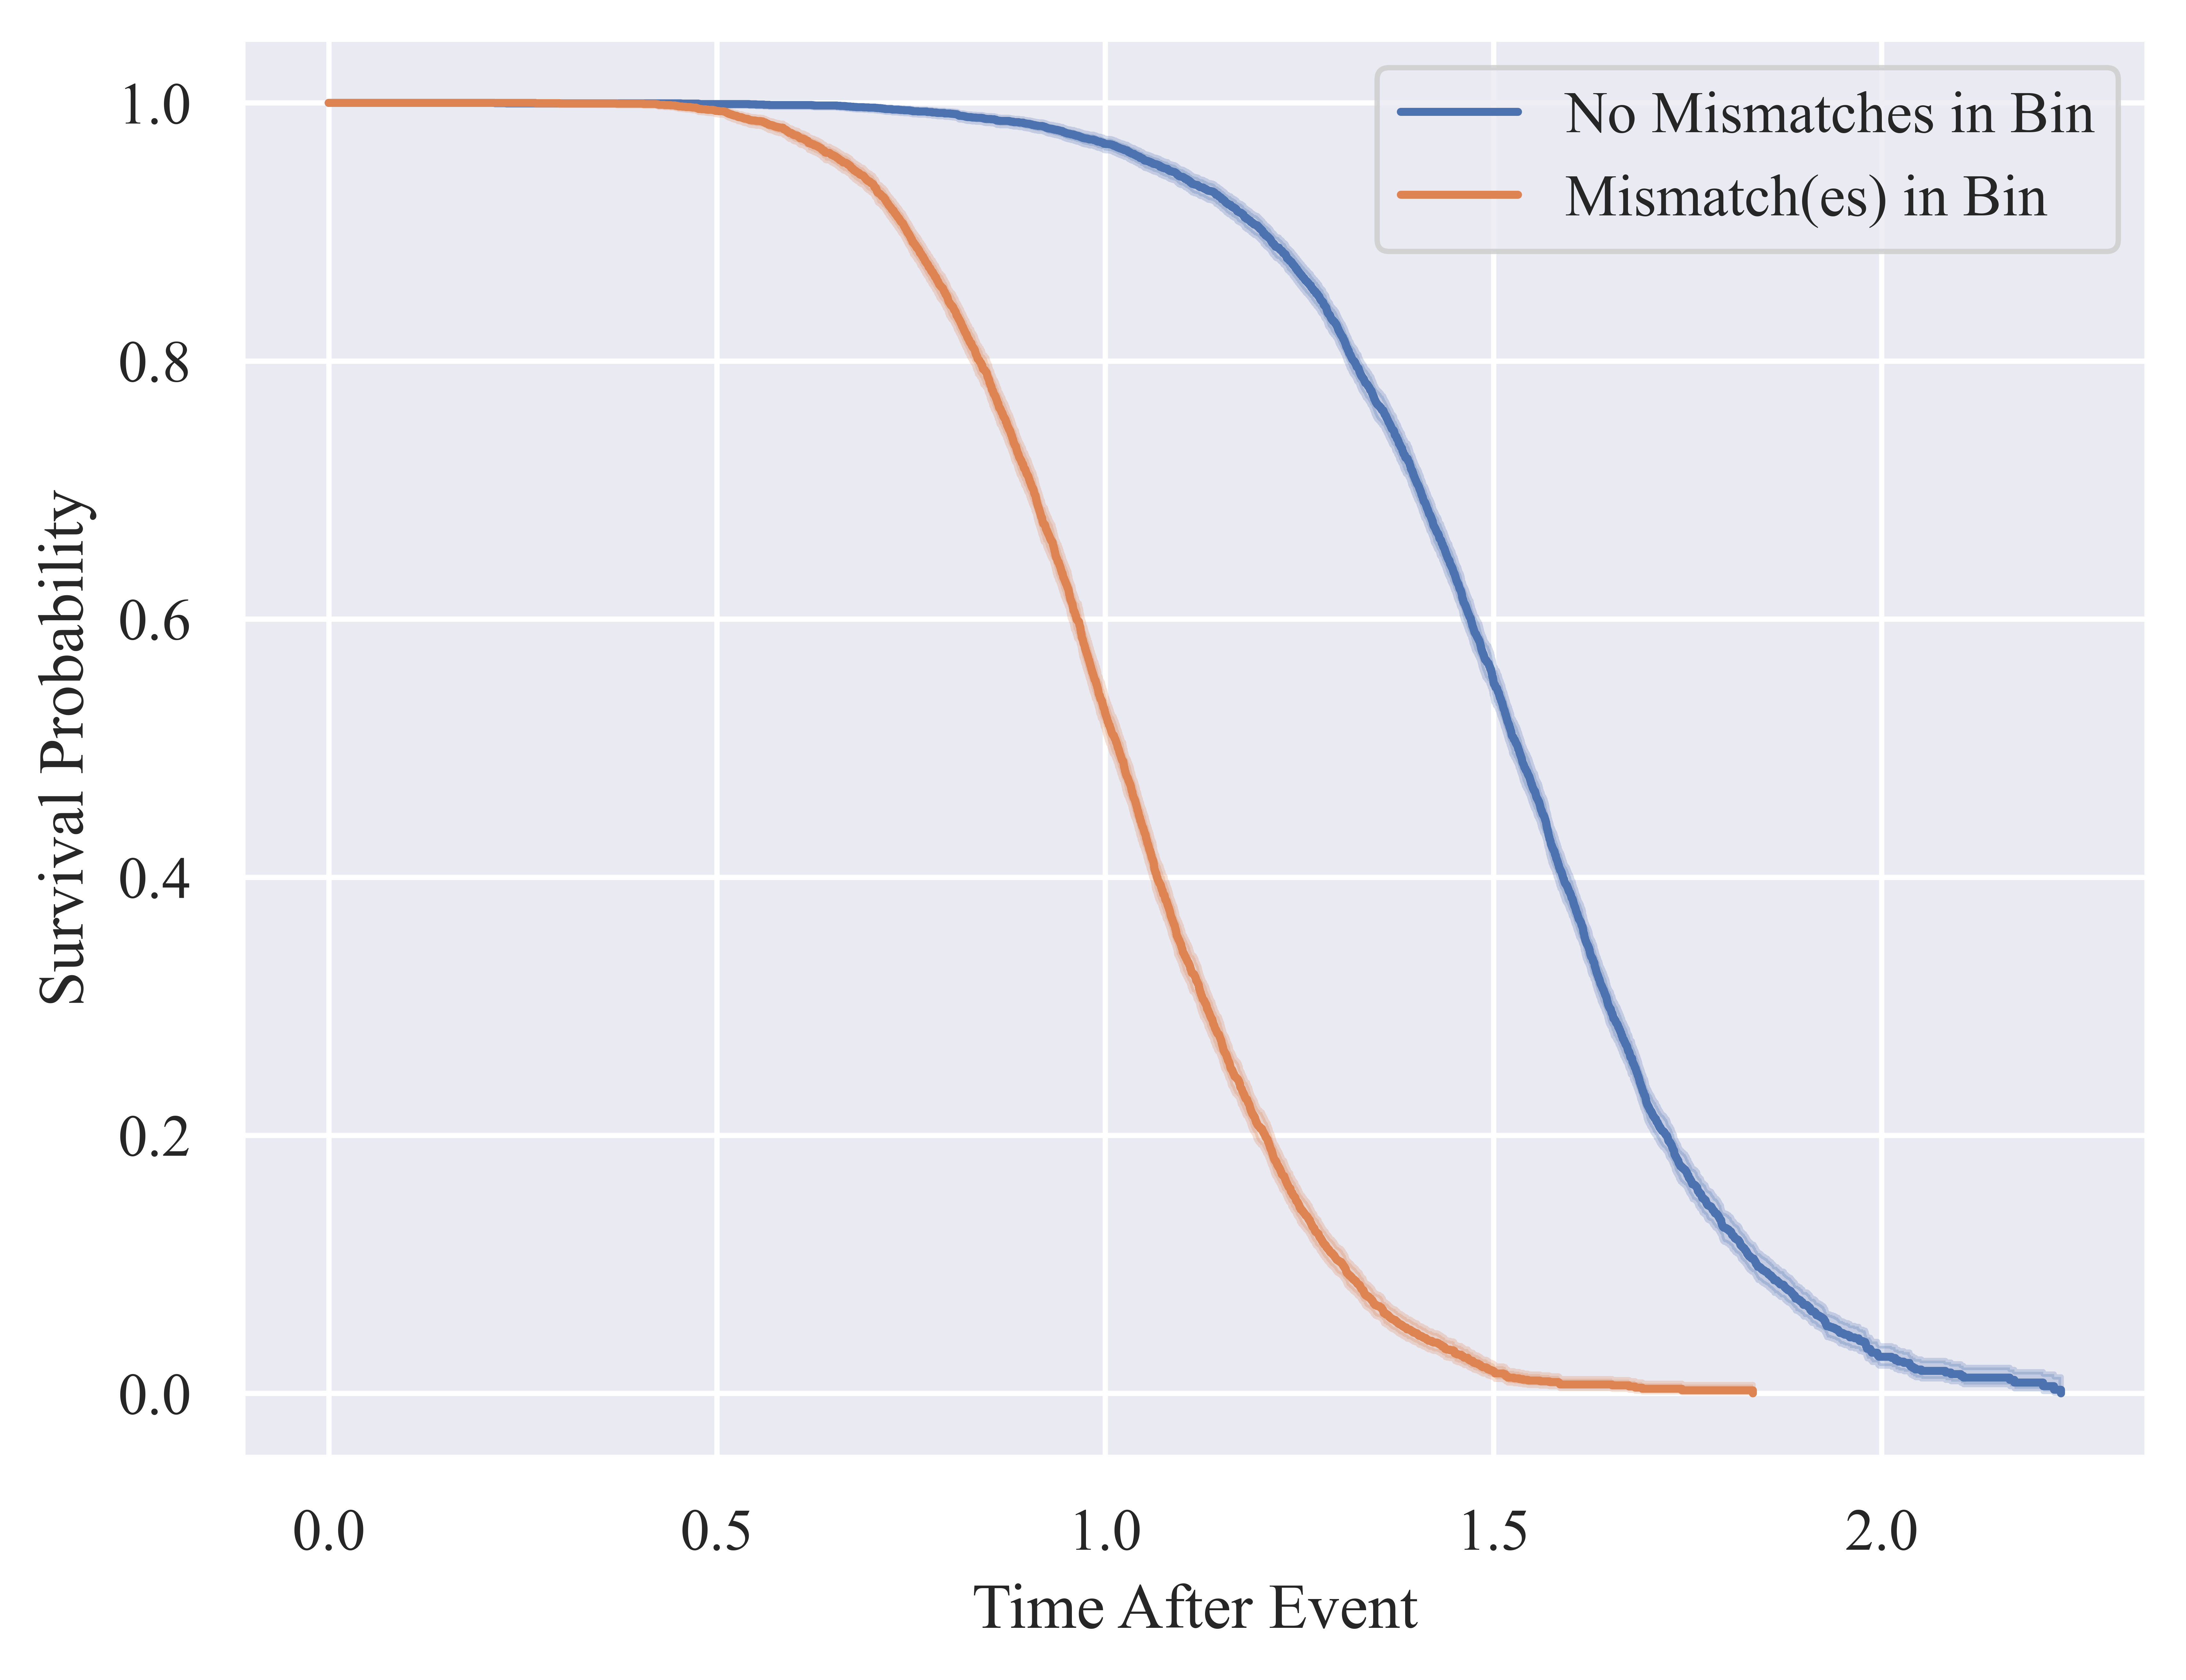 No Mismatches in Bin
Mismatch(es) in Bin
1.0
0.8
0.6
0.4
0.2
0.0
Survival Probability
0.0 0.5 1.0 1.5 2.0
Time After Event